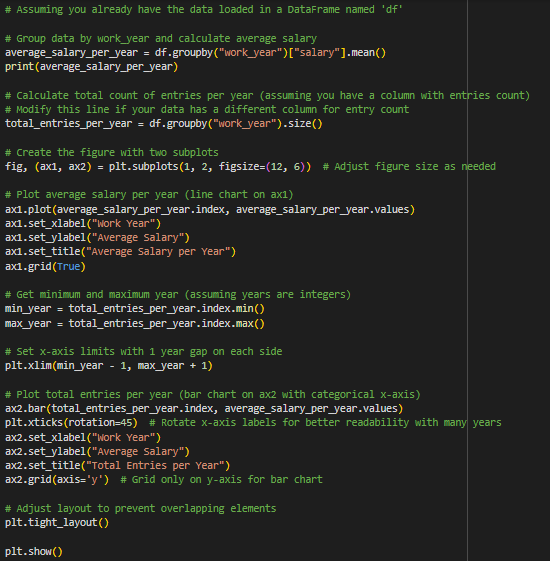 # Assuming you already have the data loaded in a DataFrame named 'df'
# Group data by work_year and calculate average salary
average_salary_per_year = df.groupby("work_year")["salary"].mean()
print(average_salary_per_year)
# Calculate total count of entries per year (assuming you have a column with entries count)
# Modify this line if your data has a different column for entry count
total_entries_per_year = df.groupby("work_year").size()
# Create the figure with two subplots
fig, (ax1, ax2) = plt.subplots(1, 2, figsize=(12, 6))  # Adjust figure size as needed
# Plot average salary per year (line chart on ax1)
ax1.plot(average_salary_per_year.index, average_salary_per_year.values)
ax1.set_xlabel("Work Year")
ax1.set_ylabel("Average Salary")
ax1.set_title("Average Salary per Year")
ax1.grid(True)
# Get minimum and maximum year (assuming years are integers)
min_year = total_entries_per_year.index.min()
max_year = total_entries_per_year.index.max()
# Set x-axis limits with 1 year gap on each side
plt.xlim(min_year - 1, max_year + 1)
# Plot total entries per year (bar chart on ax2 with categorical x-axis)
ax2.bar(total_entries_per_year.index, average_salary_per_year.values)
plt.xticks(rotation=45)  # Rotate x-axis labels for better readability with many years
ax2.set_xlabel("Work Year")
ax2.set_ylabel("Average Salary")
ax2.set_title("Total Entries per Year")
ax2.grid(axis='y')  # Grid only on y-axis for bar chart
# Adjust layout to prevent overlapping elements
plt.tight_layout()
plt.show()